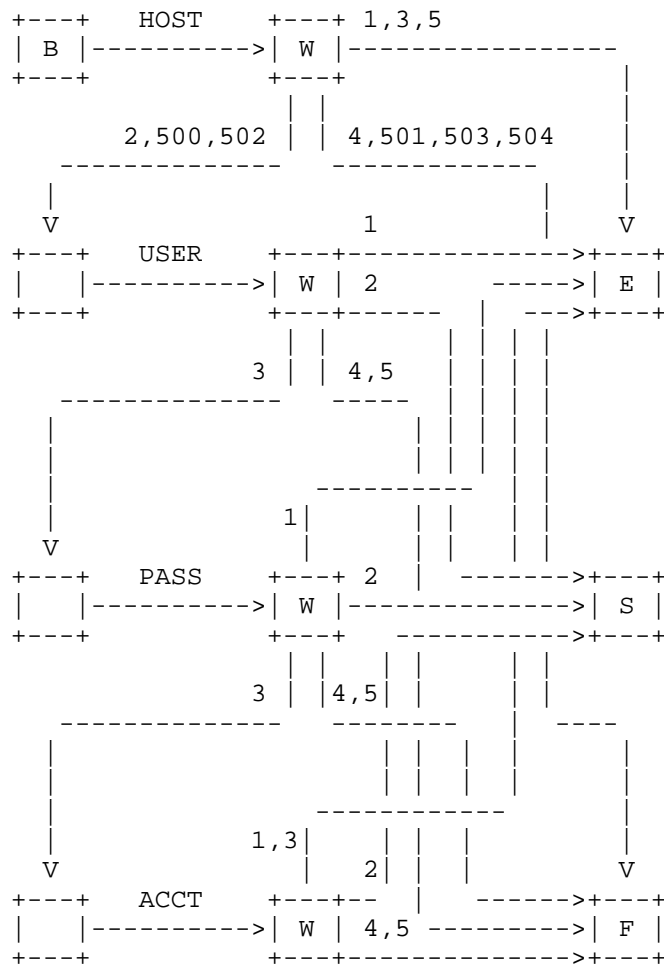 HOST 1,3,5
B W
2,500,502 4,501,503,504
V 1 V
USER
W 2 E
3 4,5
1
V
PASS 2
W S
3 4,5
1,3
V 2 V
ACCT
W 4,5 F